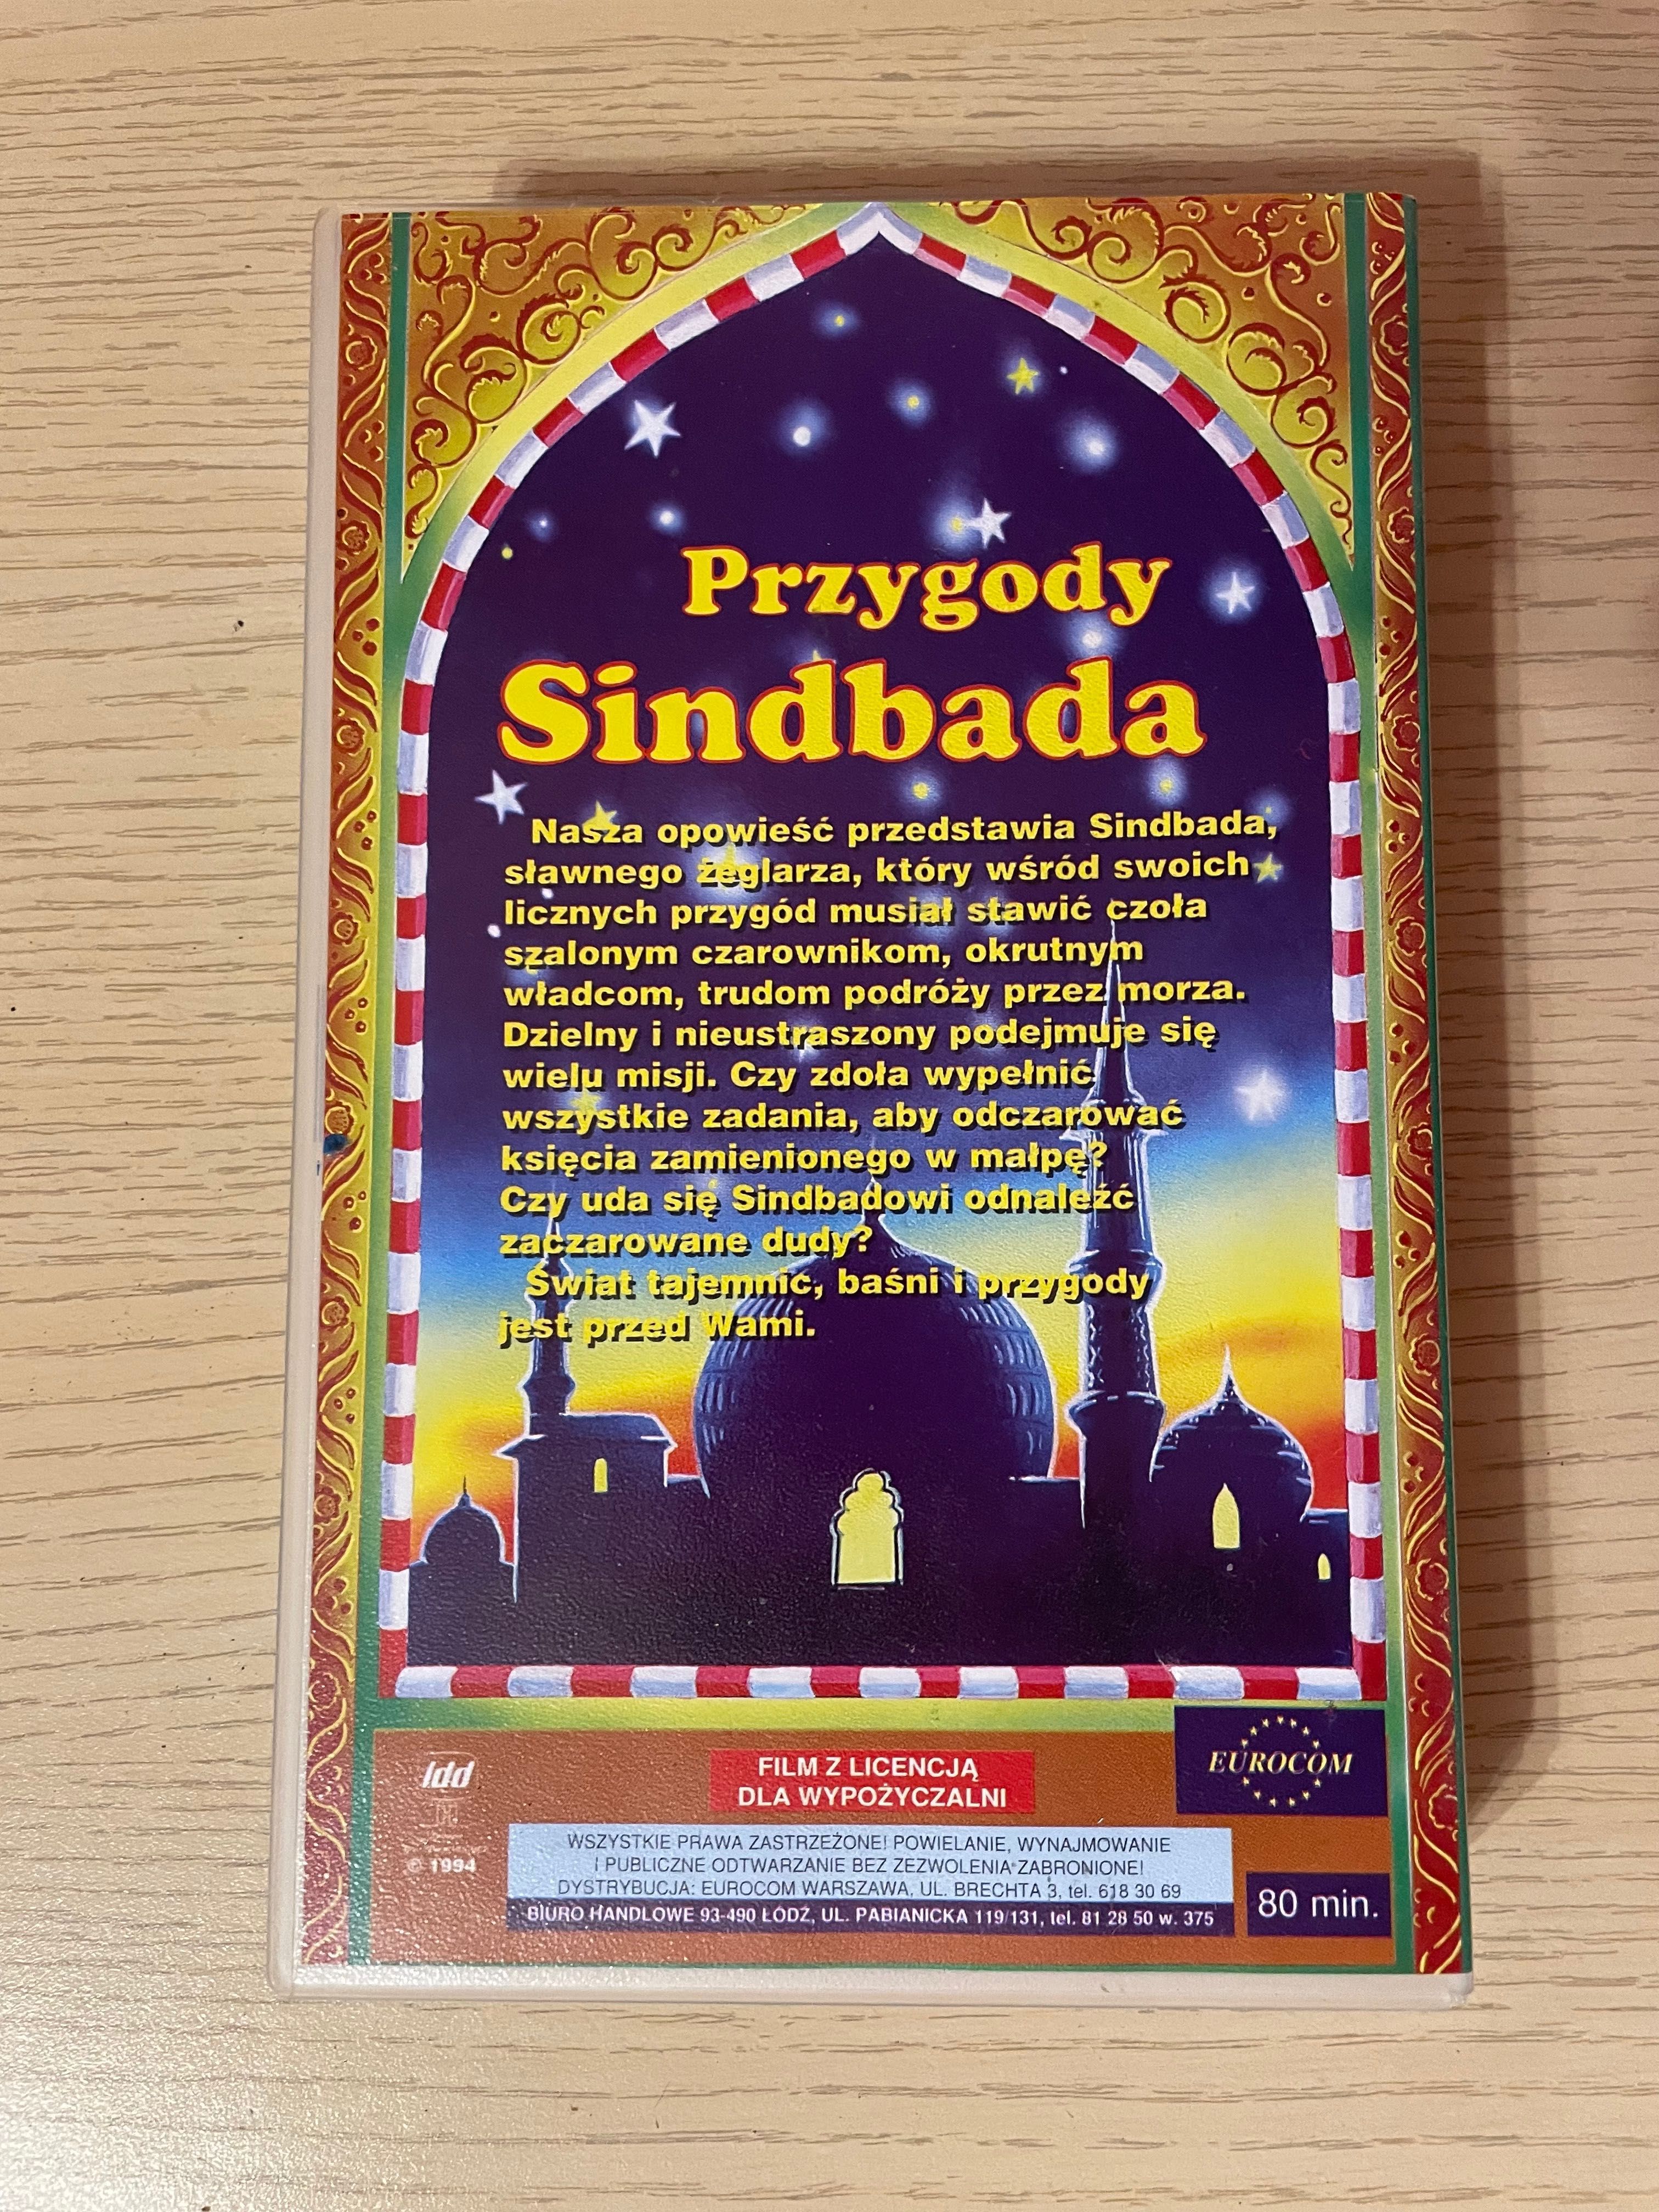 Przygody
Sindbada
Nasza opowieść przedstawia Sindbada,
sławnego żeglarza, który wśród swoich
licznych przygód musiał stawić czoła
szalonym czarownikom, okrutnym
władcom, trudom podróży przez morza.
Dzielny i nieustraszony podejmuje się
wielu misji. Czy zdoła wypełnić
wszystkie zadania, aby odczarować
księcia zamienionego w małpę?
Czy uda się Sindbadowi odnaleźć
zaczarowane dudy?
Świat tajemnic, baśni i przygody
jest przed Wami.
idd
© 1994
FILM Z LICENCJĄ
DLA WYPOŻYCZALNI
EUROCOM
WSZYSTKIE PRAWA ZASTRZEŻONE! POWIELANIE, WYNAJMOWANIE
I PUBLICZNE ODTWARZANIE BEZ ZEZWOLENIA ZABRONIONE!
DYSTRYBUCJA: EUROCOM WARSZAWA, UL. BRECHTA 3, tel. 618 30 69
BIURO HANDLOWE 93-490 ŁÓDŹ, UL. PABIANICKA 119/131, tel. 81 28 50 w. 375
80 min.